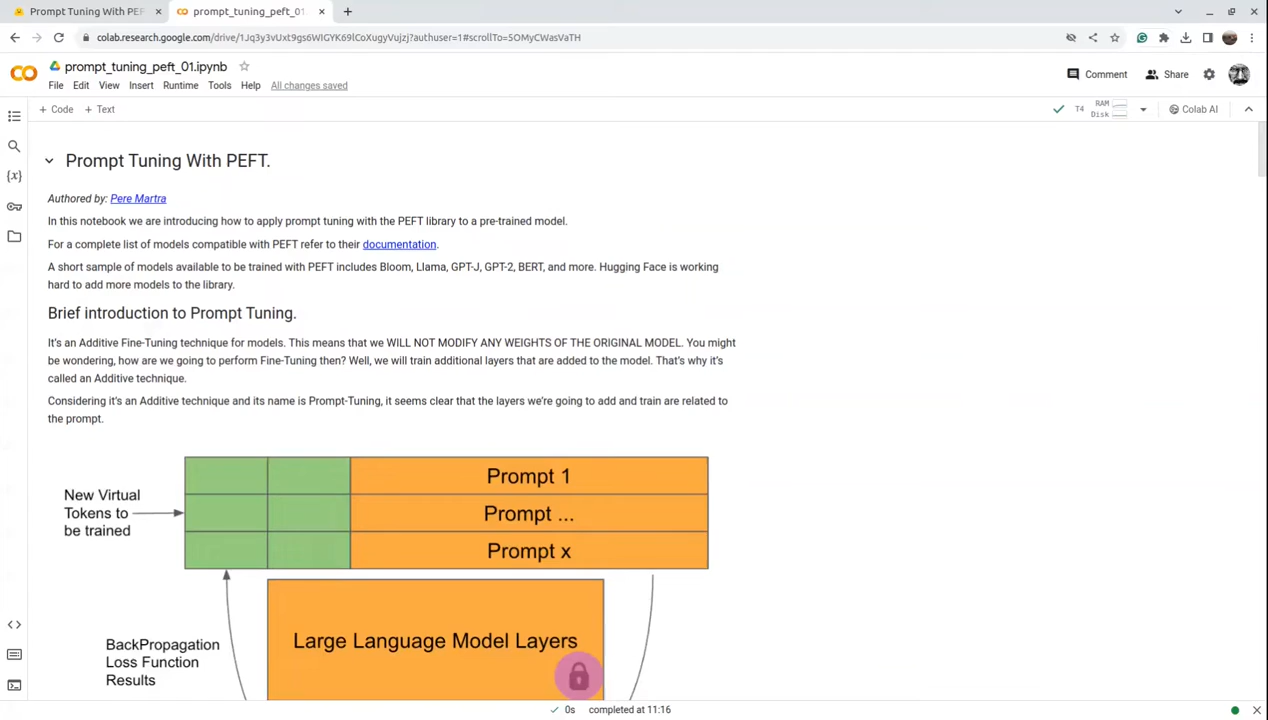 Prompt Tuning With PEF
prompt_tuning_peft_01.
colab.research.google.com/drive/1Jq3y3vUxt9gs6WIGYK69lCoXugyVujzj?authuser=1#scrollTo=5OMyCWasVaTH
prompt_tuning_peft_01.ipynb
Comment
Share
File Edit View Insert Runtime Tools Help All changes saved
+ Code + Text
T4 RAM
Disk
Colab AI
Prompt Tuning With PEFT.
Authored by: Pere Martra
In this notebook we are introducing how to apply prompt tuning with the PEFT library to a pre-trained model.
For a complete list of models compatible with PEFT refer to their documentation.
A short sample of models available to be trained with PEFT includes Bloom, Llama, GPT-J, GPT-2, BERT, and more. Hugging Face is working
hard to add more models to the library.
Brief introduction to Prompt Tuning.
It's an Additive Fine-Tuning technique for models. This means that we WILL NOT MODIFY ANY WEIGHTS OF THE ORIGINAL MODEL. You might
be wondering, how are we going to perform Fine-Tuning then? Well, we will train additional layers that are added to the model. That's why it's
called an Additive technique.
Considering it's an Additive technique and its name is Prompt-Tuning, it seems clear that the layers we're going to add and train are related to
the prompt.
New Virtual
Tokens to
be trained
Prompt 1
Prompt ...
Prompt x
Large Language Model Layers
BackPropagation
Loss Function
Results
0s completed at 11:16